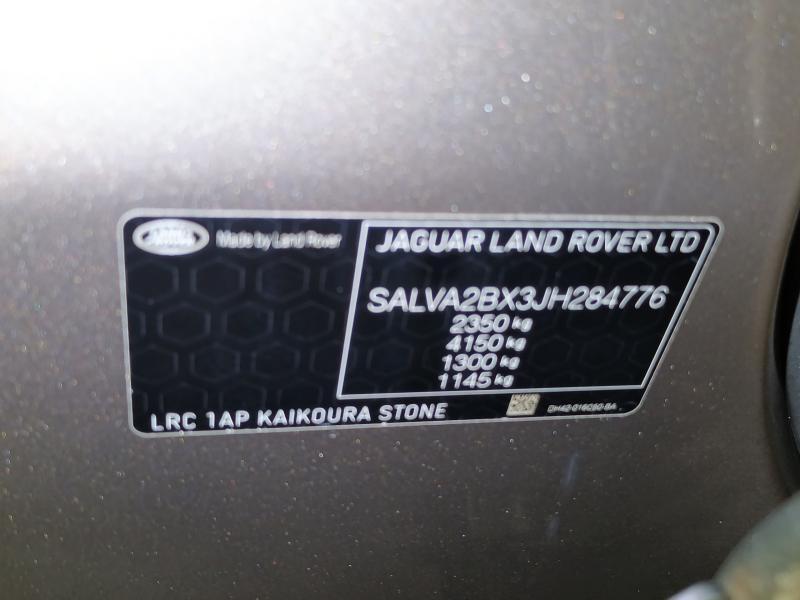 Made by Land Rover
JAGUAR LAND ROVER LTD
SALVA2BX3JH284776
2350 kg
4150 kg
1300 kg
1145 kg
LRC 1AP KAIKOURA STONE